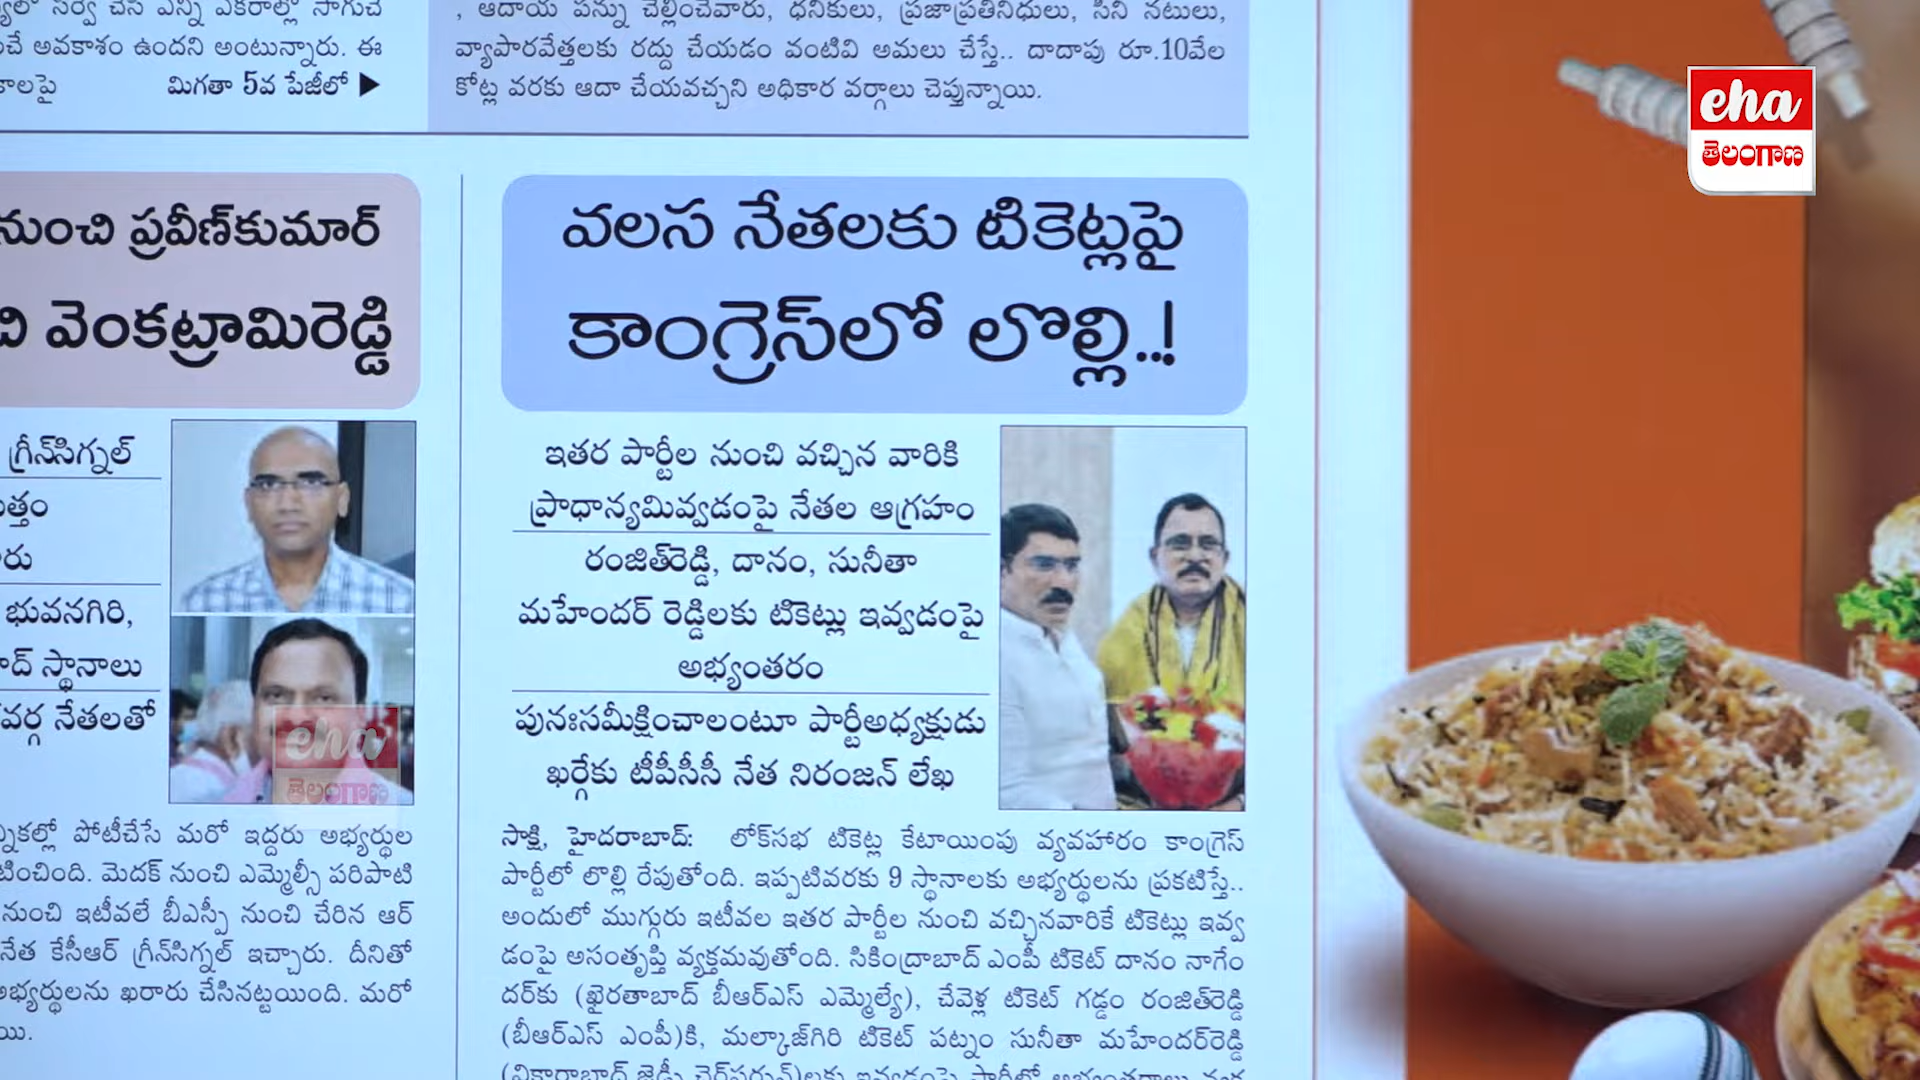 సర్వే చేసి ఎన్ని ఎకరాల్లో సాగుచే
చే అవకాశం ఉందని అంటున్నారు. ఈ
మిగతా 5వ పేజీలో ▶
, ఆదాయ పన్ను చెల్లించేవారు, ధనికులు, ప్రజాప్రతినిధులు, సినీ నటులు,
వ్యాపారవేత్తలకు రద్దు చేయడం వంటివి అమలు చేస్తే.. దాదాపు రూ.10వేల
కోట్ల వరకు ఆదా చేయవచ్చని అధికార వర్గాలు చెప్తున్నాయి.
eha
తెలంగాణ
నుంచి ప్రవీణ్‌కుమార్
చి వెంకట్రామిరెడ్డి
గ్రీన్‌సిగ్నల్
త్తం
రు
భువనగిరి,
ద్ స్థానాలు
వర్గ నేతలతో
eha
తెలంగాణ
న్నికల్లో పోటీచేసే మరో ఇద్దరు అభ్యర్థుల
టించింది. మెదక్ నుంచి ఎమ్మెల్సీ పరిపాటి
నుంచి ఇటీవలే బీఎస్పీ నుంచి చేరిన ఆర్
నేత కేసీఆర్ గ్రీన్‌సిగ్నల్ ఇచ్చారు. దీనితో
అభ్యర్థులను ఖరారు చేసినట్టయింది. మరో
యి.
వలస నేతలకు టికెట్లపై
కాంగ్రెస్‌లో లొల్లి..!
ఇతర పార్టీల నుంచి వచ్చిన వారికి
ప్రాధాన్యమివ్వడంపై నేతల ఆగ్రహం
రంజిత్‌రెడ్డి, దానం, సునీతా
మహేందర్ రెడ్డిలకు టికెట్లు ఇవ్వడంపై
అభ్యంతరం
పునఃసమీక్షించాలంటూ పార్టీఅధ్యక్షుడు
ఖర్గేకు టీపీసీసీ నేత నిరంజన్ లేఖ
సాక్షి, హైదరాబాద్: లోక్‌సభ టికెట్ల కేటాయింపు వ్యవహారం కాంగ్రెస్
పార్టీలో లొల్లి రేపుతోంది. ఇప్పటివరకు 9 స్థానాలకు అభ్యర్థులను ప్రకటిస్తే..
అందులో ముగ్గురు ఇటీవల ఇతర పార్టీల నుంచి వచ్చినవారికే టికెట్లు ఇవ్వ
డంపై అసంతృప్తి వ్యక్తమవుతోంది. సికింద్రాబాద్ ఎంపీ టికెట్ దానం నాగేం
దర్‌కు (ఖైరతాబాద్ బీఆర్ఎస్ ఎమ్మెల్యే), చేవెళ్ల టికెట్ గడ్డం రంజిత్‌రెడ్డి
(బీఆర్ఎస్ ఎంపీ)కి, మల్కాజ్‌గిరి టికెట్ పట్నం సునీతా మహేందర్‌రెడ్డి